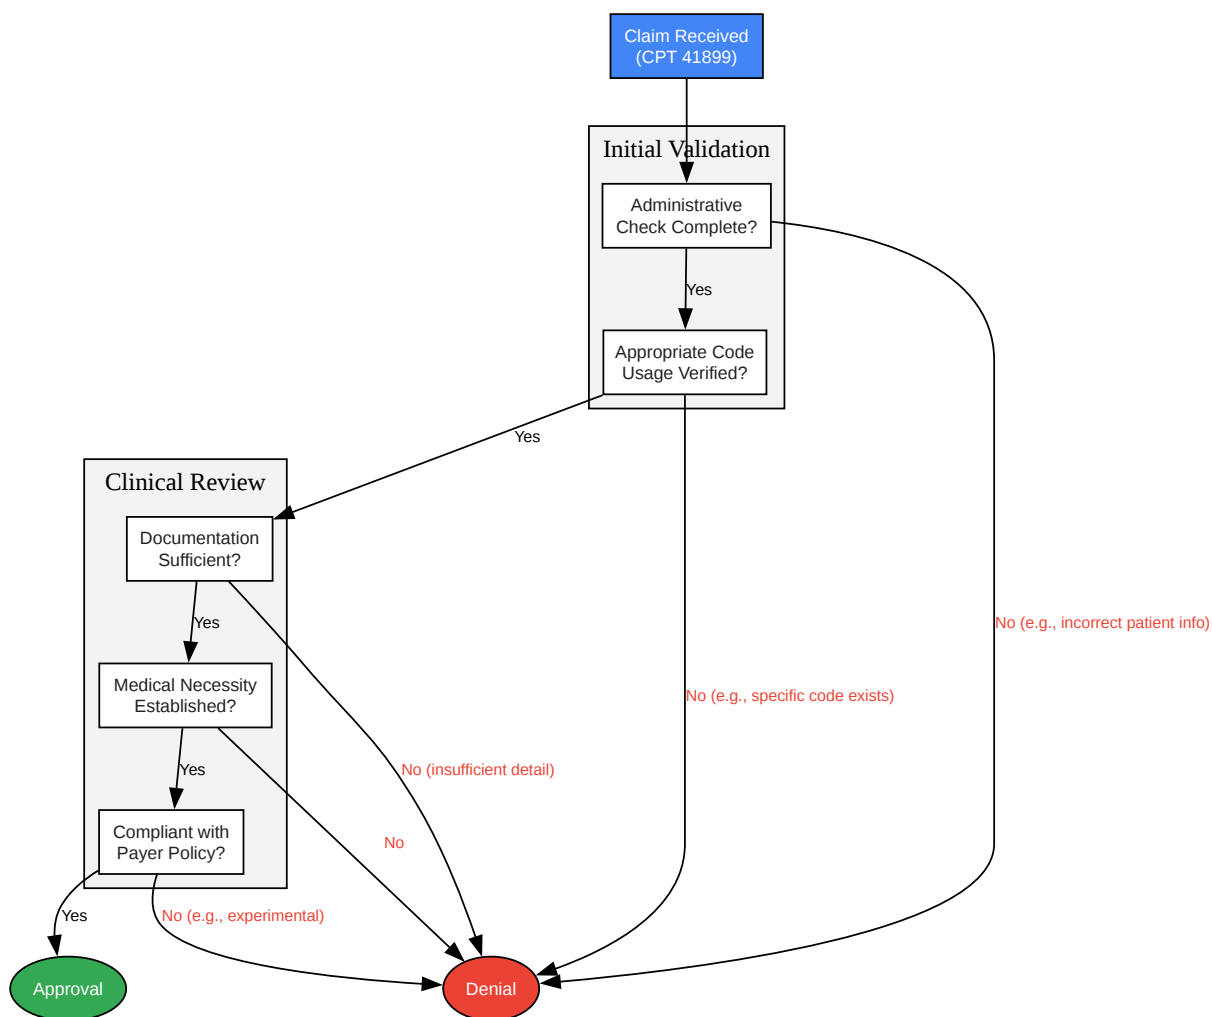 Claim Received
(CPT 41899)
Initial Validation
Administrative
Check Complete?
Yes
Appropriate Code
Usage Verified?
Yes
Clinical Review
Documentation
Sufficient?
Yes
No (e.g., incorrect patient info)
Medical Necessity
Established?
No (e.g., specific code exists)
Yes
No (insufficient detail)
Compliant with
Payer Policy?
No
Yes
No (e.g., experimental)
Approval
Denial